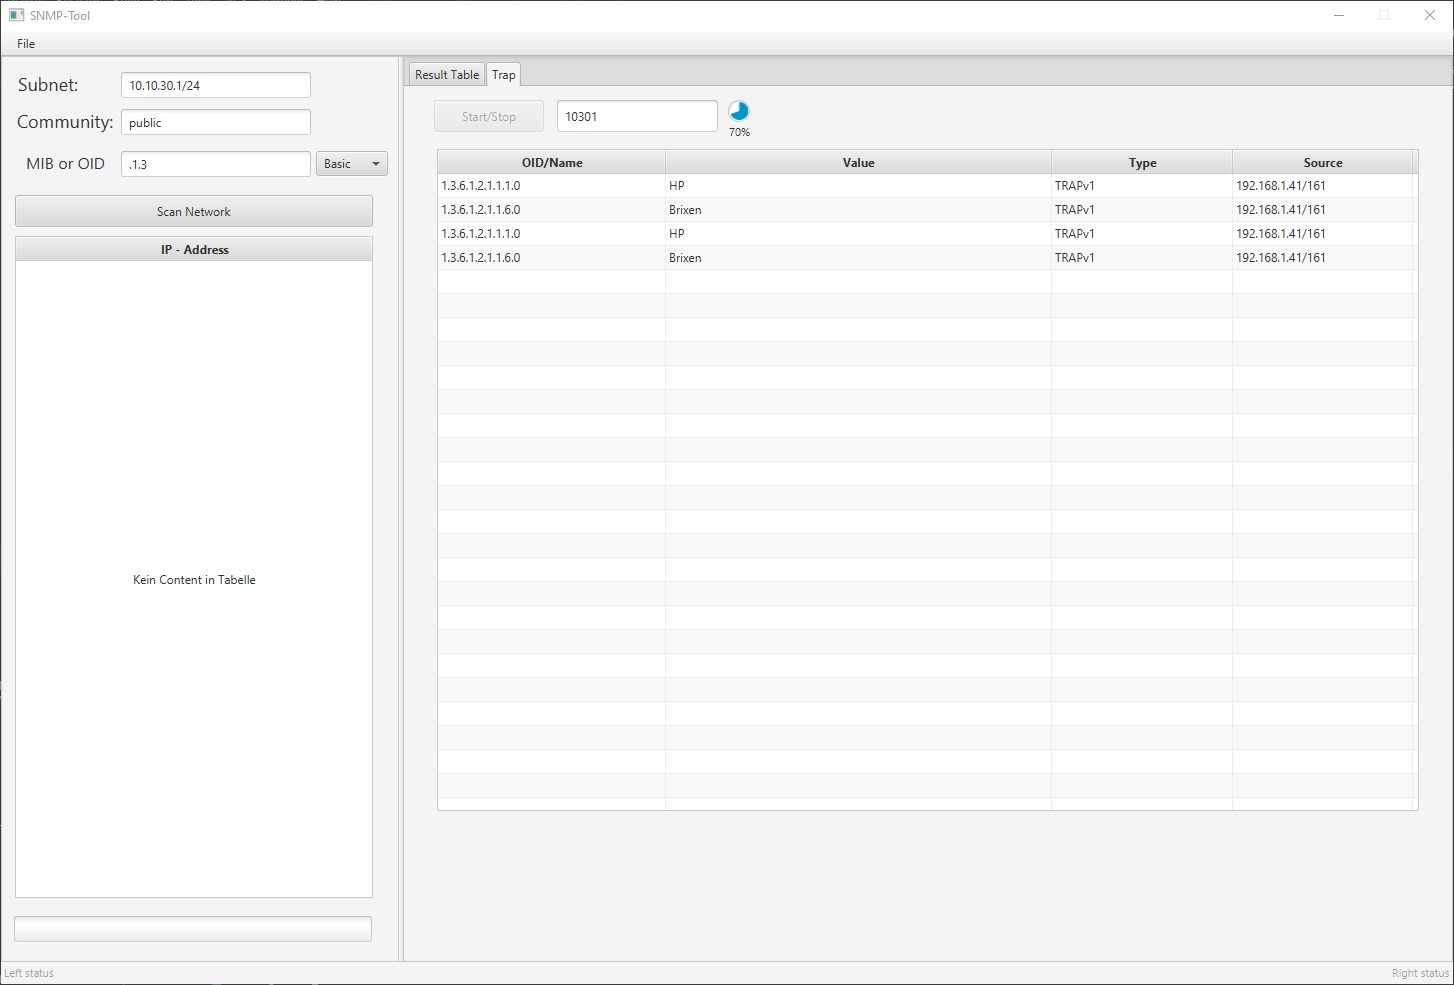 SNMP-Tool
File
Subnet: 10.10.30.1/24
Community: public
MIB or OID .1.3 Basic
Scan Network
IP - Address
Kein Content in Tabelle
Result Table Trap
Start/Stop 10301
70%
OID/Name Value Type Source
1.3.6.1.2.1.1.1.0 HP TRAPv1 192.168.1.41/161
1.3.6.1.2.1.1.6.0 Brixen TRAPv1 192.168.1.41/161
1.3.6.1.2.1.1.1.0 HP TRAPv1 192.168.1.41/161
1.3.6.1.2.1.1.6.0 Brixen TRAPv1 192.168.1.41/161
Left status Right status